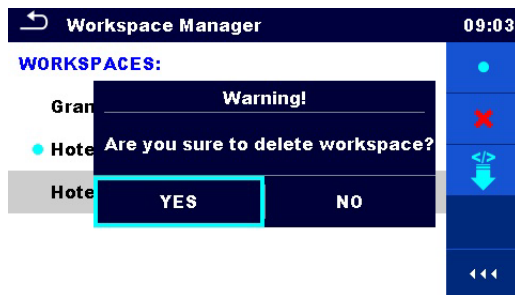 Workspace Manager 09:03
WORKSPACES:
Gran
Warning!
Hote
Are you sure to delete workspace?
</>
Hote
YES NO